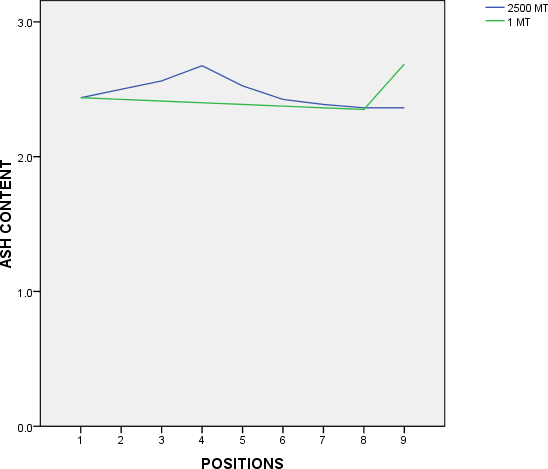 2500 MT
1 MT
3.0
2.0
1.0
0.0
ASH CONTENT
1 2 3 4 5 6 7 8 9
POSITIONS